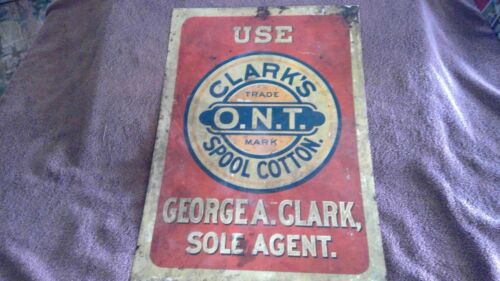 USE
CLARK'S
TRADE
O.N.T.
MARK
SPOOL COTTON.
GEORGE A. CLARK,
SOLE AGENT.